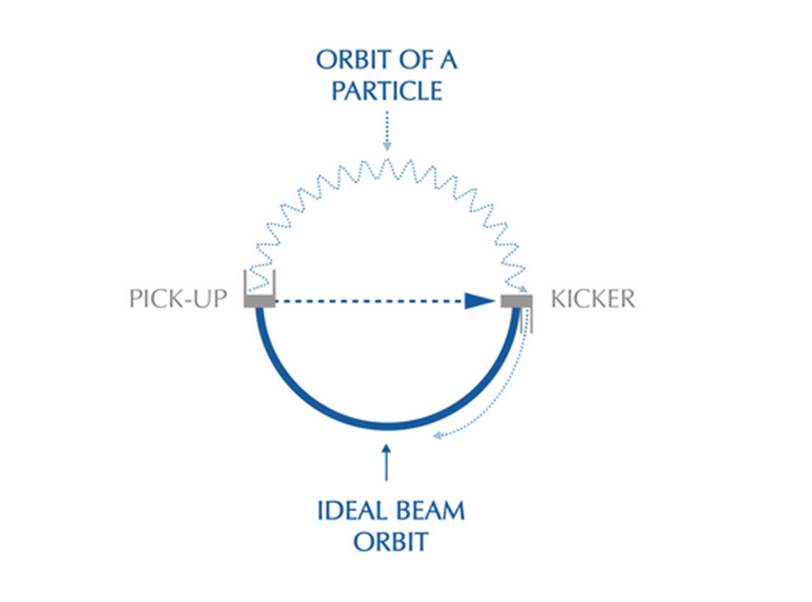 ORBIT OF A
PARTICLE
PICK-UP
KICKER
IDEAL BEAM
ORBIT